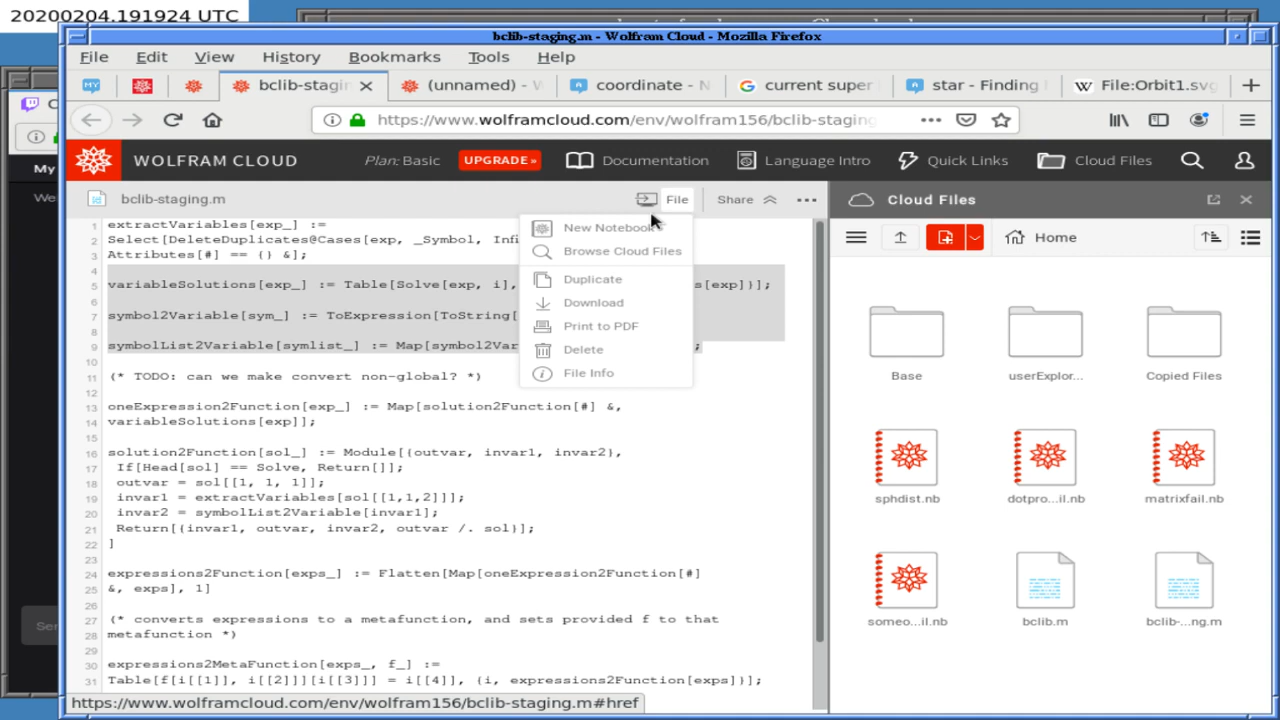 20200204.191924 UTC
bclib-staging.m - Wolfram Cloud - Mozilla Firefox
File Edit View History Bookmarks Tools Help
MY
bclib-stagin
(unnamed) - W
coordinate - N
current super
star - Finding
W File:Orbit1.svg
https://www.wolframcloud.com/env/wolfram156/bclib-staging
WOLFRAM CLOUD
Plan: Basic
UPGRADE »
Documentation
Language Intro
Quick Links
Cloud Files
bclib-staging.m
File
Share
Cloud Files
Home
New Notebook
Browse Cloud Files
Duplicate
Download
Print to PDF
Delete
File Info
1 extractVariables[exp_] :=
2 Select[DeleteDuplicates@Cases[exp, _Symbol, Infi
3 Attributes[#] == {} &];
4
5 variableSolutions[exp_] := Table[Solve[exp, i], s[exp]}];
6
7 symbol2Variable[sym_] := ToExpression[ToString[
8
9 symbolList2Variable[symlist_] := Map[symbol2Var ;
10
11 (* TODO: can we make convert non-global? *)
12
13 oneExpression2Function[exp_] := Map[solution2Function[#] &,
14 variableSolutions[exp]];
15
16 solution2Function[sol_] := Module[{outvar, invar1, invar2},
17 If[Head[sol] == Solve, Return[]];
18 outvar = sol[[1, 1, 1]];
19 invar1 = extractVariables[sol[[1,1,2]]];
20 invar2 = symbolList2Variable[invar1];
21 Return[{invar1, outvar, invar2, outvar /. sol}];
22 ]
23
24 expressions2Function[exps_] := Flatten[Map[oneExpression2Function[#]
25 &, exps], 1]
26
27 (* converts expressions to a metafunction, and sets provided f to that
28 metafunction *)
29
30 expressions2MetaFunction[exps_, f_] :=
31 Table[f[i[[1]], i[[2]]][i[[3]]] = i[[4]], {i, expressions2Function[exps]}];
Base
userExplor...
Copied Files
sphdist.nb
dotpro...il.nb
matrixfail.nb
someo...il.nb
bclib.m
bclib-...ng.m
My
We
Sen
https://www.wolframcloud.com/env/wolfram156/bclib-staging.m#href